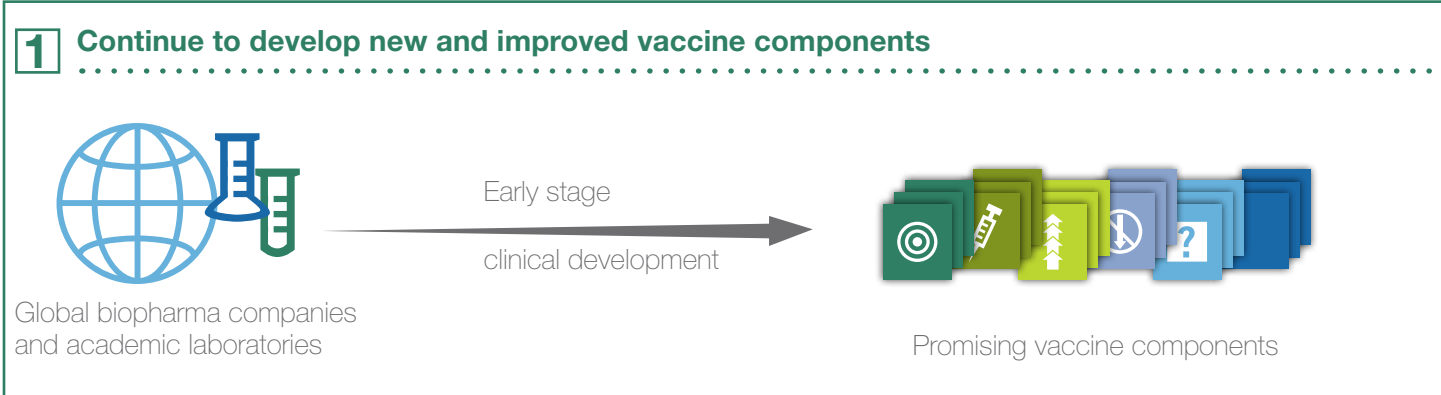 1
Continue to develop new and improved vaccine components
Early stage
clinical development
?
Global biopharma companies
and academic laboratories
Promising vaccine components